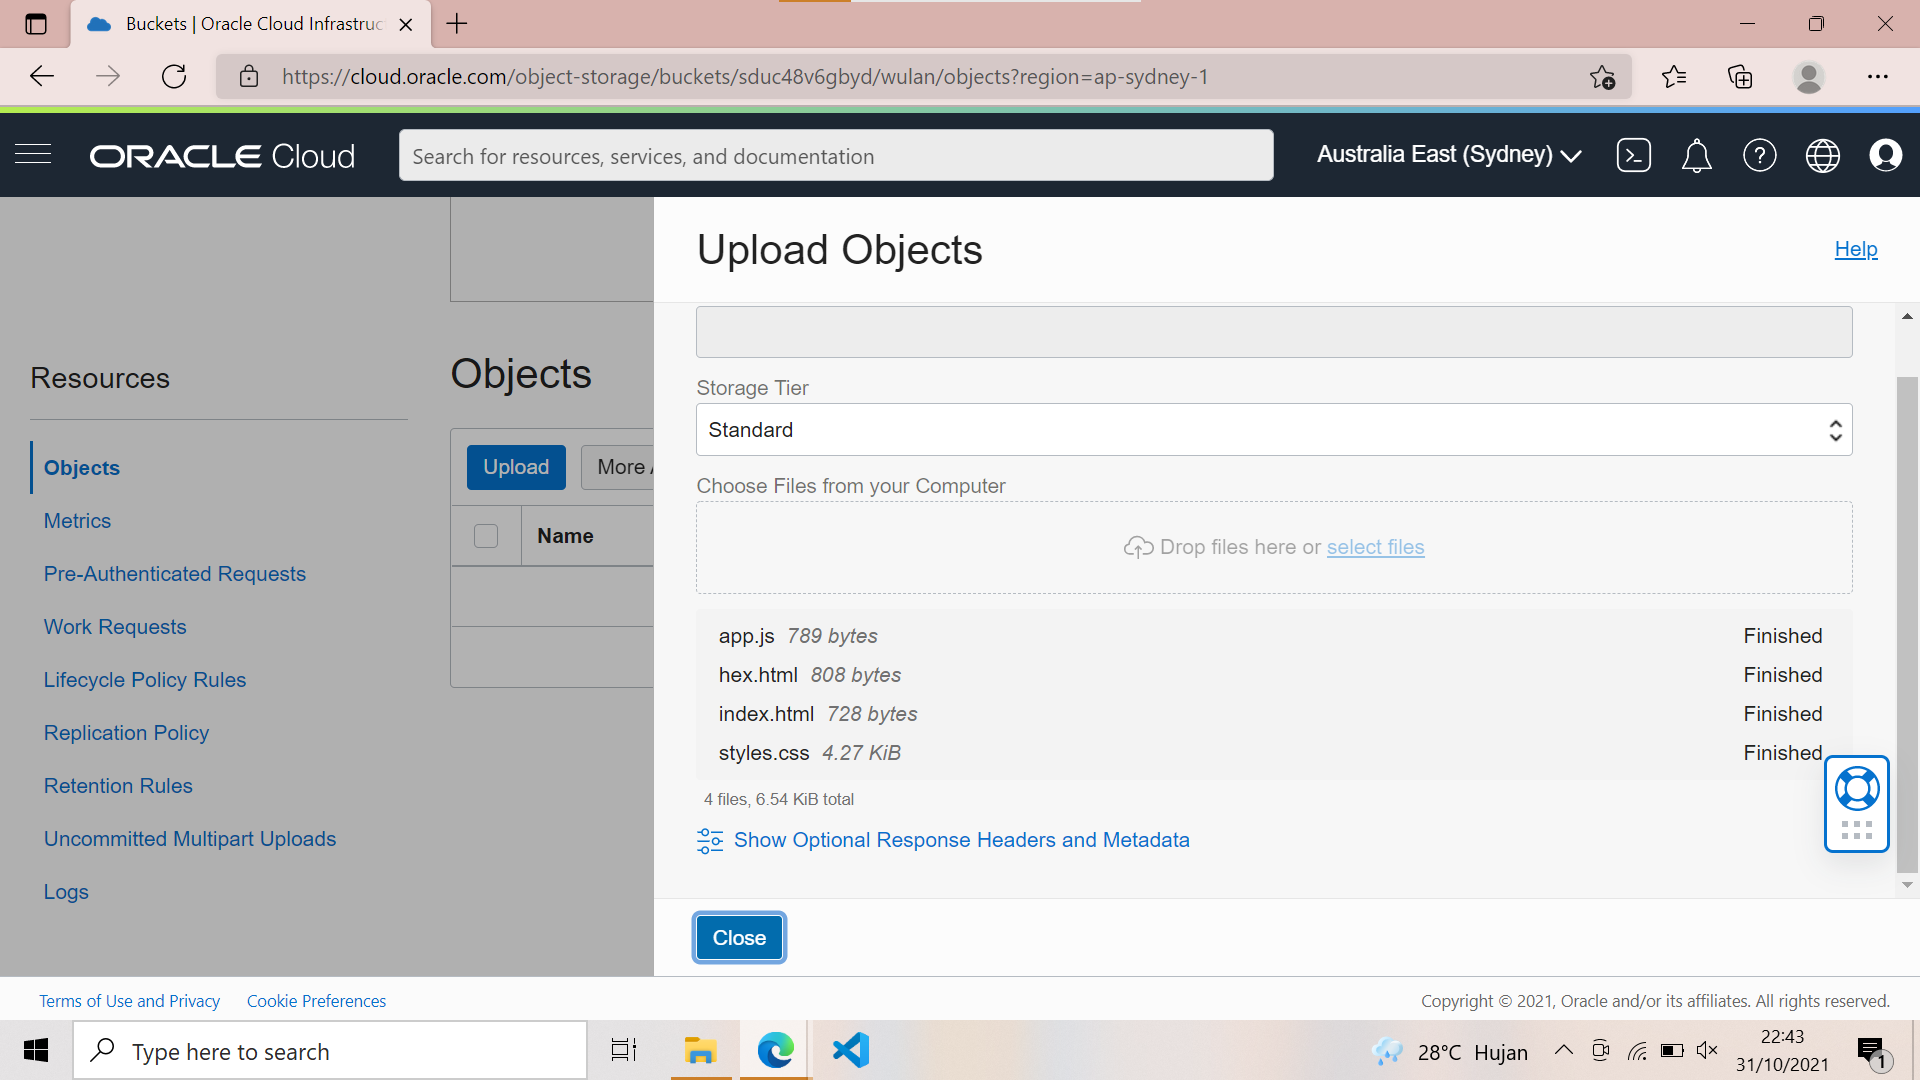 Buckets | Oracle Cloud Infrastruc
https://cloud.oracle.com/object-storage/buckets/sduc48v6gbyd/wulan/objects?region=ap-sydney-1
ORACLE Cloud
Search for resources, services, and documentation
Australia East (Sydney)
Upload Objects
Help
Resources
Objects
Metrics
Pre-Authenticated Requests
Work Requests
Lifecycle Policy Rules
Replication Policy
Retention Rules
Uncommitted Multipart Uploads
Logs
Objects
Upload
More
Name
Storage Tier
Standard
Choose Files from your Computer
Drop files here or select files
app.js 789 bytes Finished
hex.html 808 bytes Finished
index.html 728 bytes Finished
styles.css 4.27 KiB Finished
4 files, 6.54 KiB total
Show Optional Response Headers and Metadata
Close
Terms of Use and Privacy Cookie Preferences
Copyright © 2021, Oracle and/or its affiliates. All rights reserved.
Type here to search
28°C Hujan
22:43
31/10/2021
1